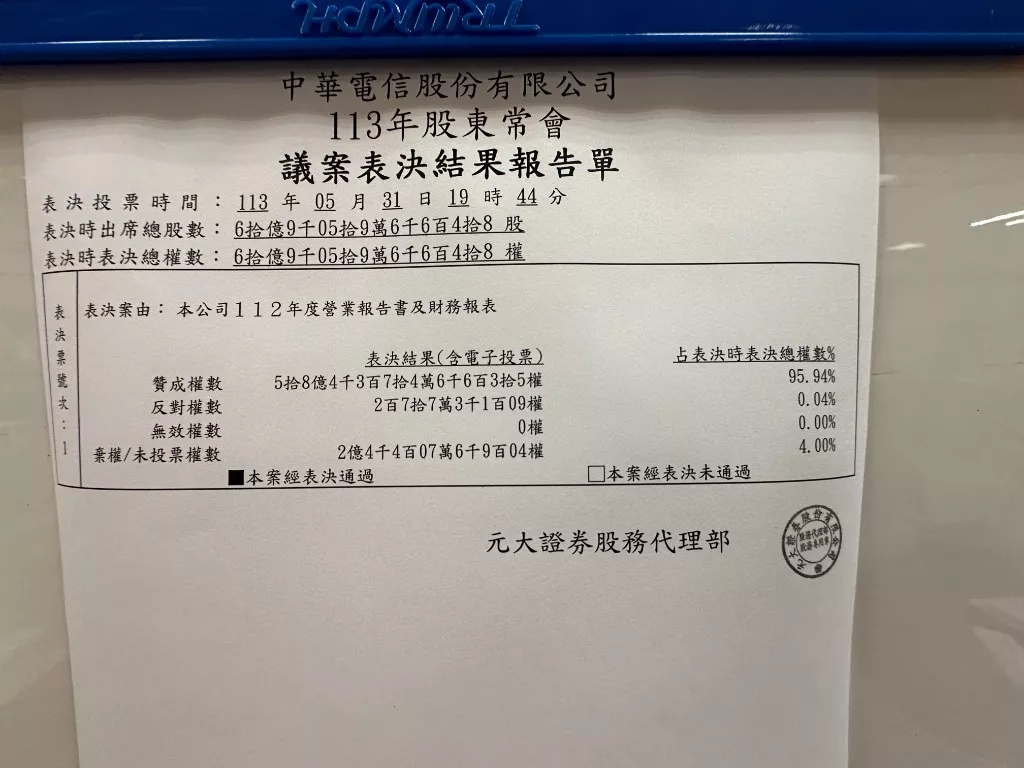 TRIUMPH
中華電信股份有限公司
113年股東常會
議案表決結果報告單
表決投票時間：113 年 05 月 31 日 19 時 44 分
表決時出席總股數：6拾億9千05拾9萬6千6百4拾8 股
表決時表決總權數：6拾億9千05拾9萬6千6百4拾8 權
表決票號次：1
表決案由：本公司１１２年度營業報告書及財務報表
表決結果(含電子投票) 占表決時表決總權數%
贊成權數 5拾8億4千3百7拾4萬6千6百3拾5權 95.94%
反對權數 2百7拾7萬3千1百09權 0.04%
無效權數 0權 0.00%
棄權/未投票權數 2億4千4百07萬6千9百04權 4.00%
■本案經表決通過 □本案經表決未通過
元大證券股務代理部